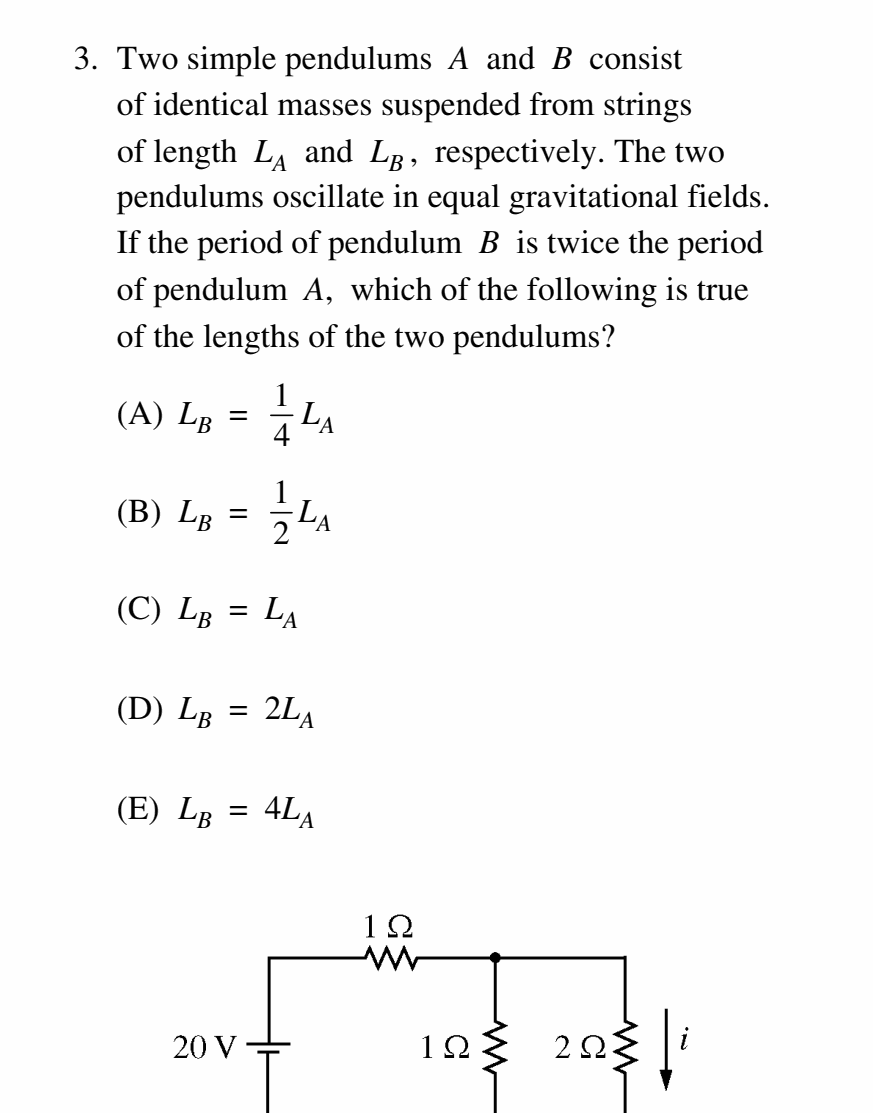 3. Two simple pendulums A and B consist
of identical masses suspended from strings
of length L_A and L_B, respectively. The two
pendulums oscillate in equal gravitational fields.
If the period of pendulum B is twice the period
of pendulum A, which of the following is true
of the lengths of the two pendulums?
(A) L_B = 1/4 L_A
(B) L_B = 1/2 L_A
(C) L_B = L_A
(D) L_B = 2L_A
(E) L_B = 4L_A
1 Ω
20 V 1 Ω 2 Ω i